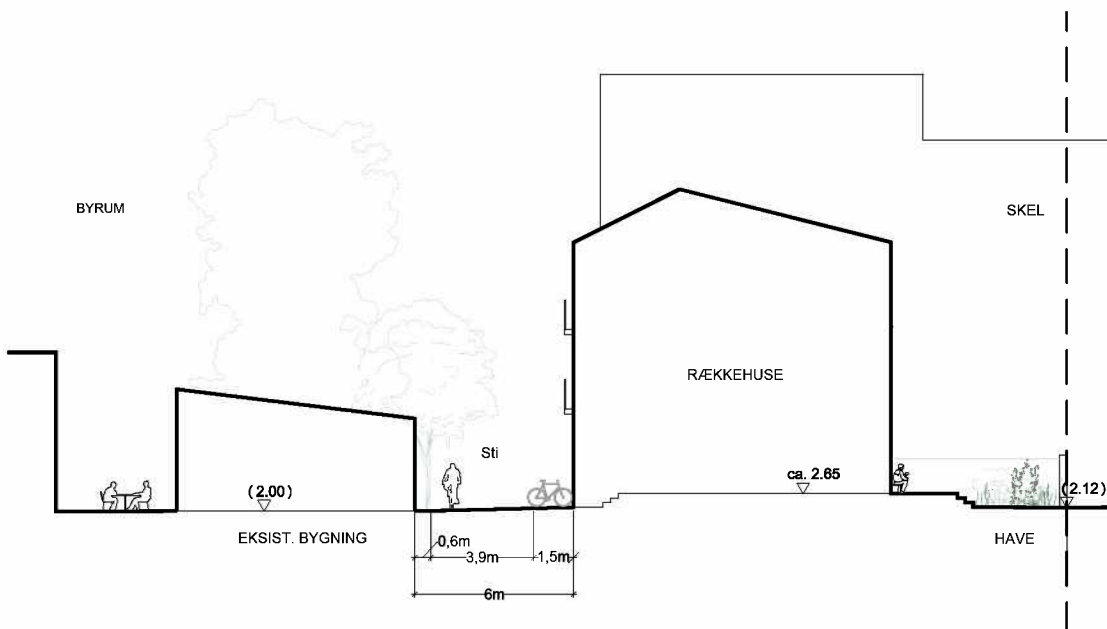 BYRUM
SKEL
RÆKKEHUSE
Sti
ca. 2.65
( 2.00 )
( 2.12 )
EKSIST. BYGNING
HAVE
0,6m
3,9m
1,5m
6m